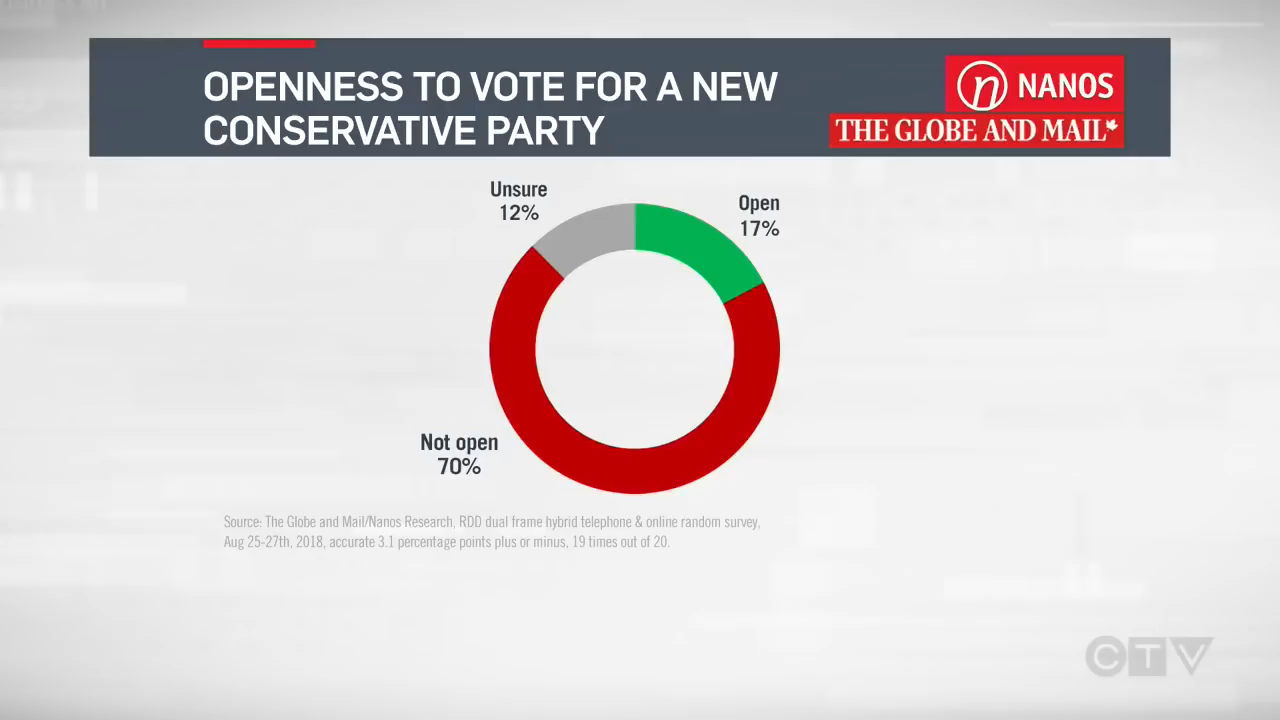 OPENNESS TO VOTE FOR A NEW
CONSERVATIVE PARTY
n NANOS
THE GLOBE AND MAIL
Unsure
12%
Open
17%
Not open
70%
Source: The Globe and Mail/Nanos Research, RDD dual frame hybrid telephone & online random survey,
Aug 25-27th, 2018, accurate 3.1 percentage points plus or minus, 19 times out of 20.
CTV